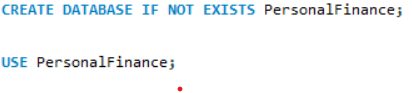 CREATE DATABASE IF NOT EXISTS PersonalFinance;
USE PersonalFinance;